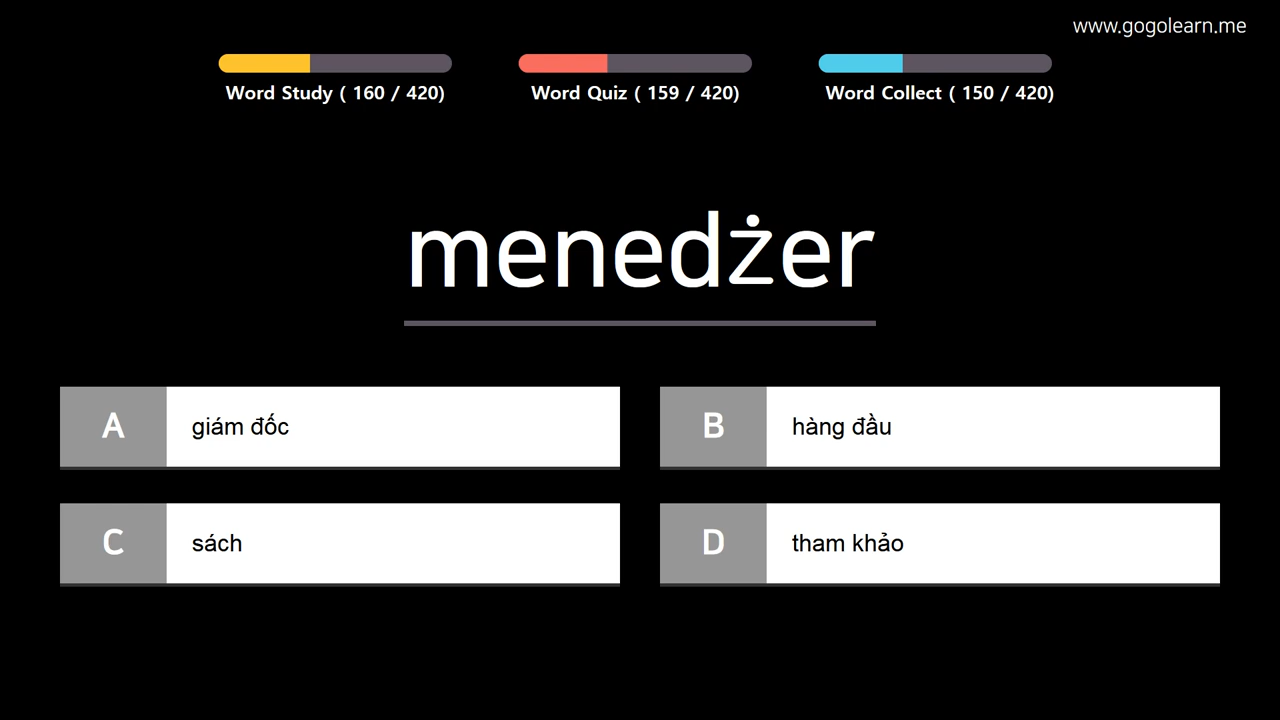 www.gogolearn.me
Word Study ( 160 / 420)
Word Quiz ( 159 / 420)
Word Collect ( 150 / 420)
menedżer
A giám đốc
B hàng đầu
C sách
D tham khảo